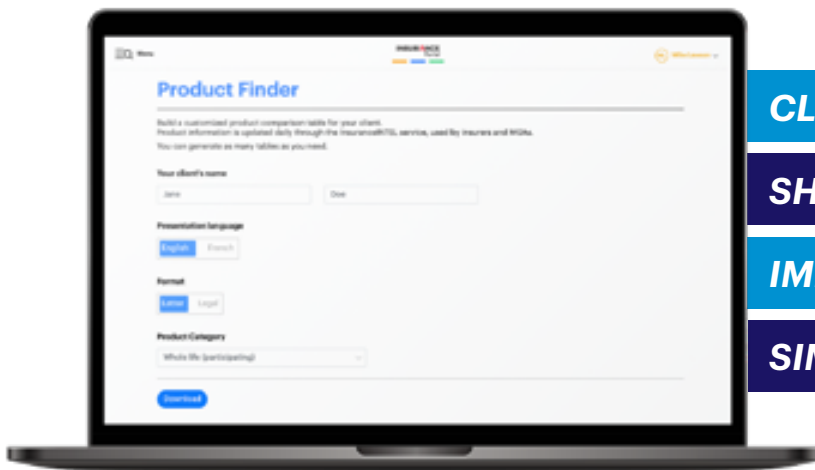 Menu
INSURANCE
Product Finder
Build a customized product comparison table for your client.
Product information is updated daily through the InsuranceINTEL service, used by insurers and MGAs.
You can generate as many tables as you need.
Your client's name
Jane Doe
Presentation language
English French
Format
Letter Legal
Product Category
Whole life (participating)
Download
CL
SH
IM
SIM